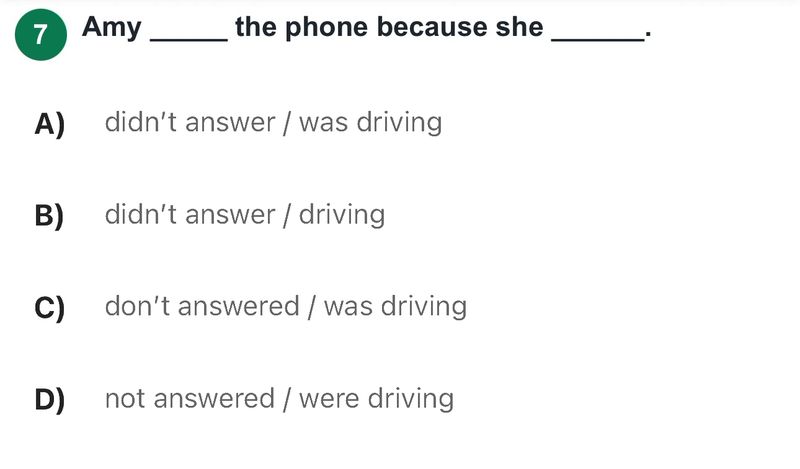 7 Amy _____ the phone because she ______.
A) didn't answer / was driving
B) didn't answer / driving
C) don't answered / was driving
D) not answered / were driving